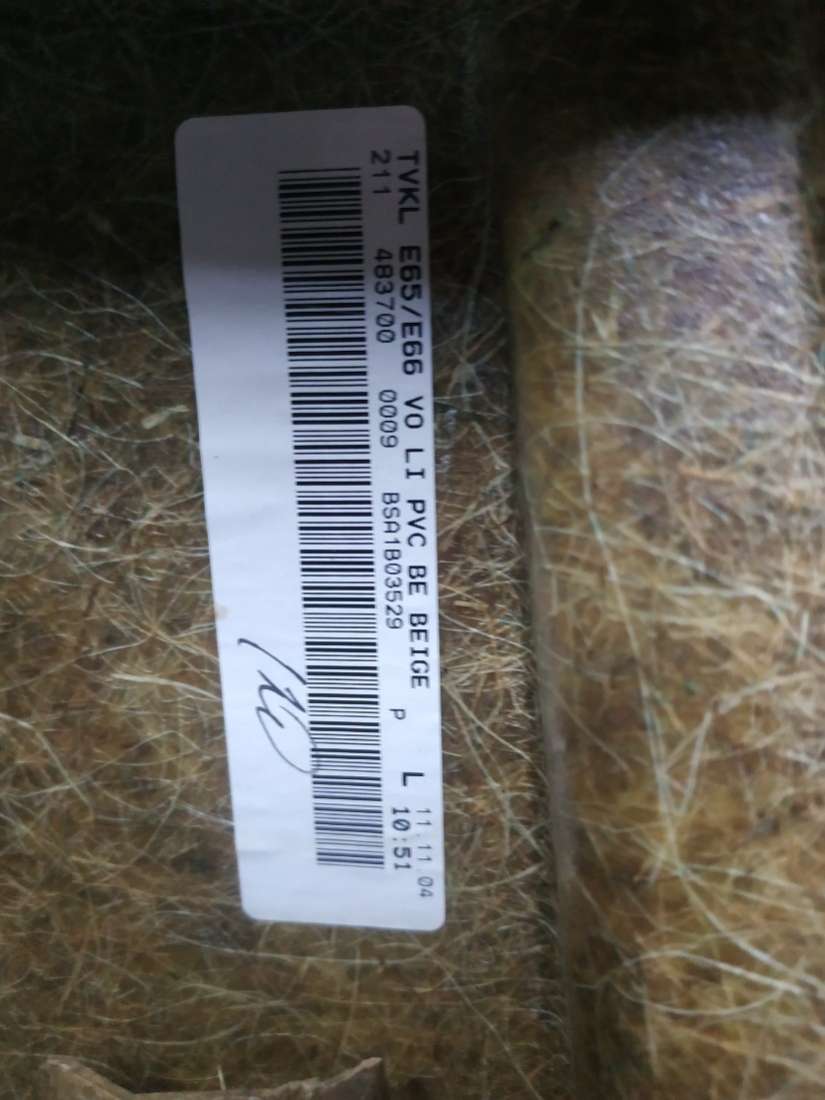 TVKL E65/E66 VO LI PVC BE BEIGE L 11.11.04
211 483700 0009 BSA1B03529 P 10:51